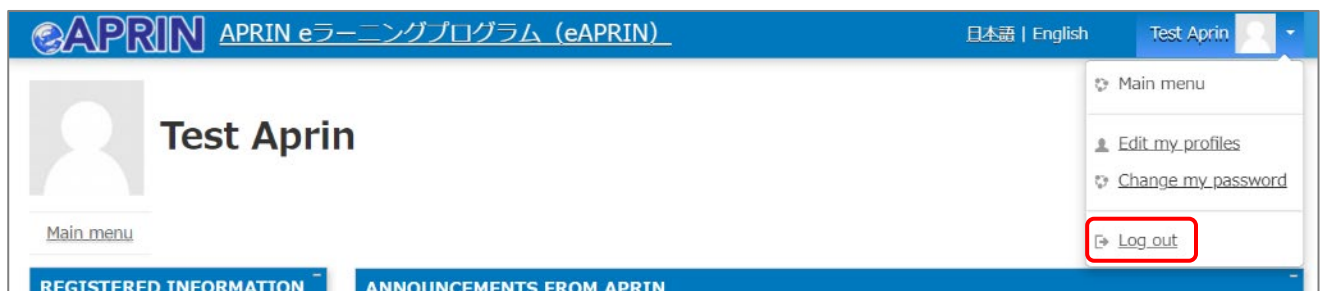 eAPRIN APRIN eラーニングプログラム（eAPRIN） 日本語 | English Test Aprin
Main menu
Test Aprin
Edit my profiles
Change my password
Main menu
Log out
REGISTERED INFORMATION
ANNOUNCEMENTS FROM APRIN